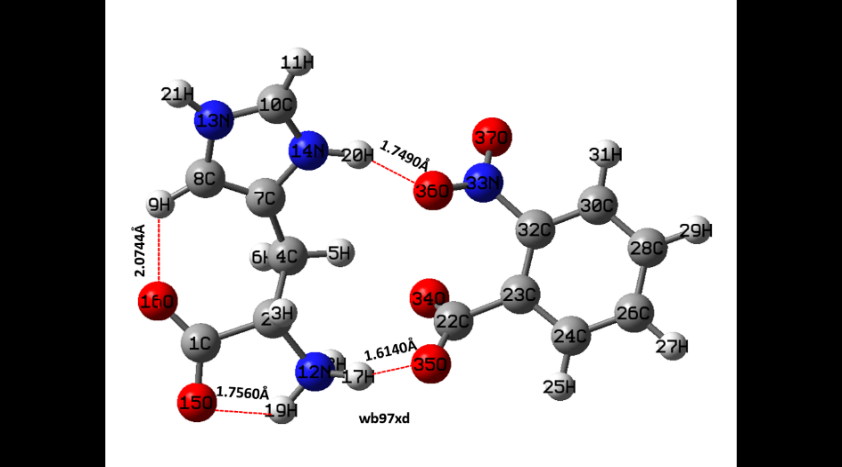 11H
21H
10C
13N
37O
14N
20H
1.7490Å
31H
8C
33N
36O
7C
30C
9H
32C
29H
28C
2.0744Å
6H
4C
5H
16O
34O
23C
3H
22C
26C
1C
24C
1.6140Å
35O
27H
12N
17H
25H
1.7560Å
15O
19H
wb97xd